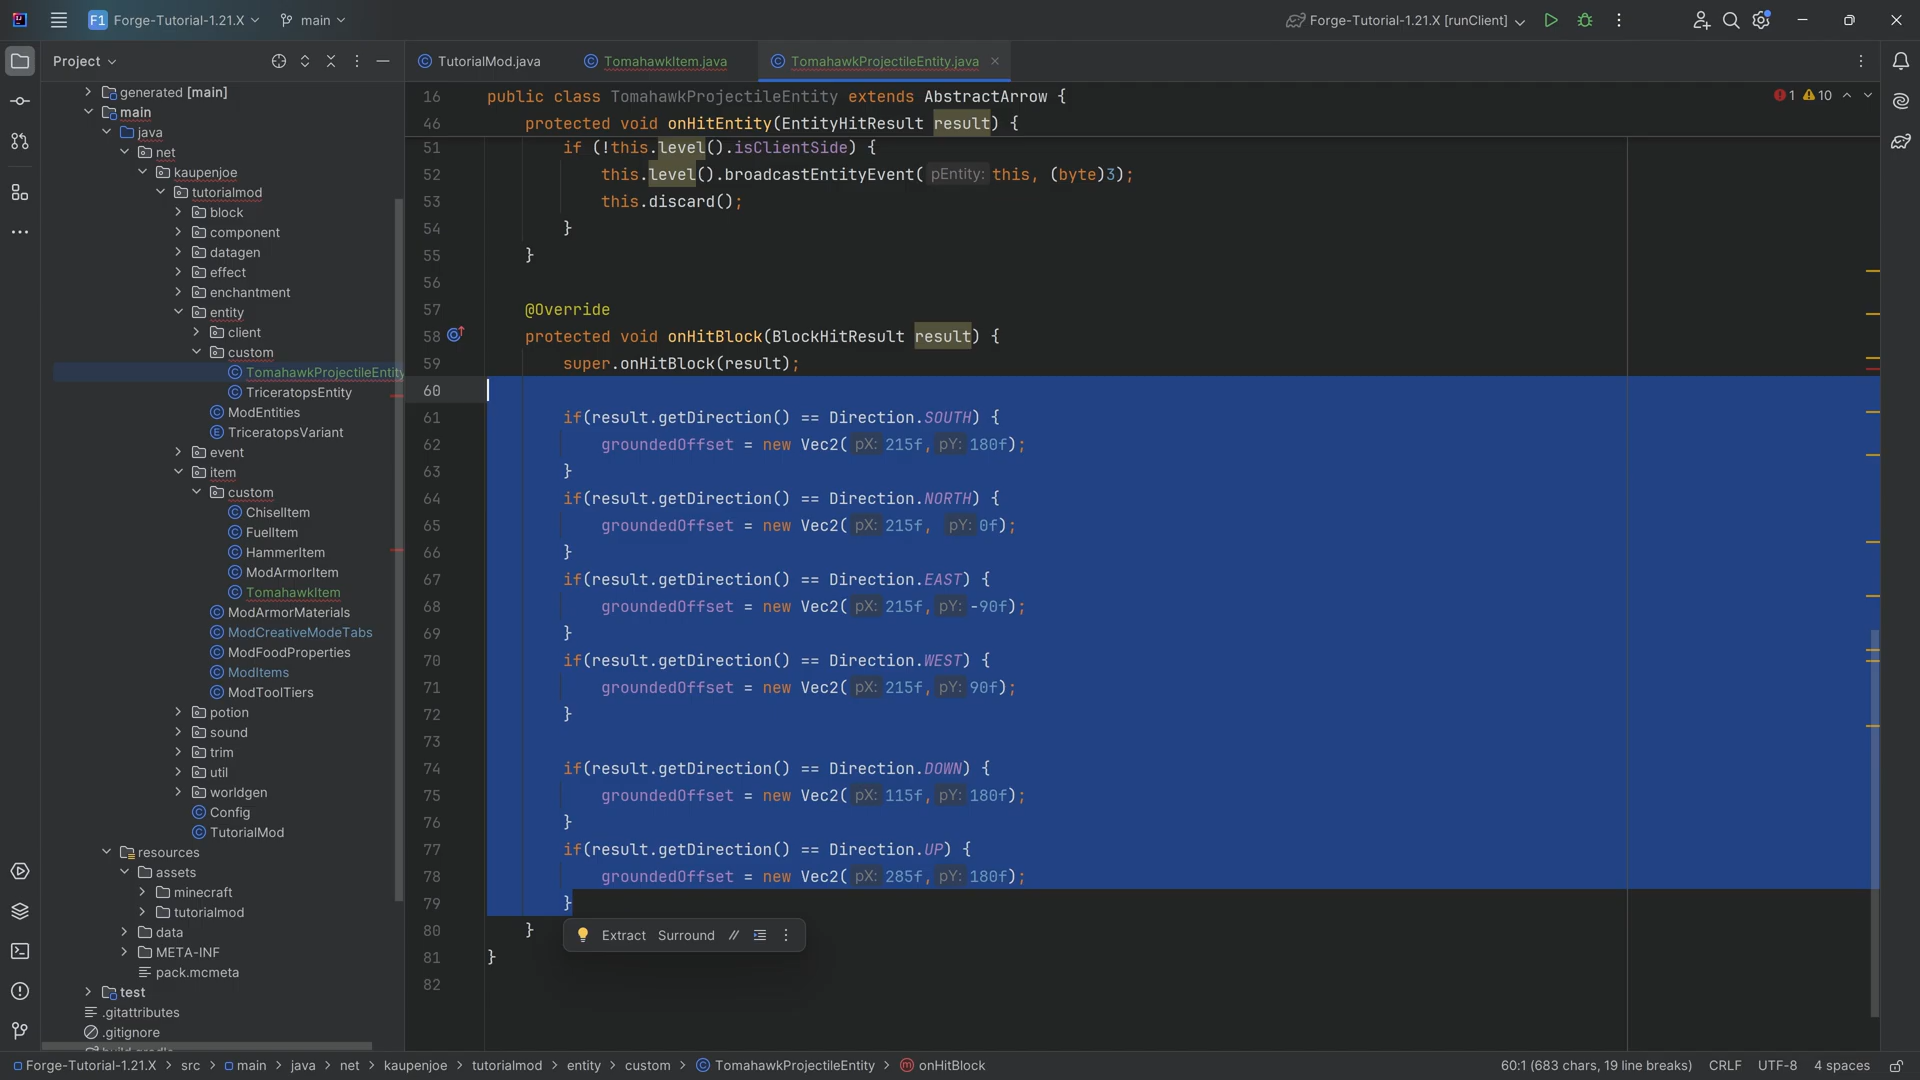 F1 Forge-Tutorial-1.21.X main Forge-Tutorial-1.21.X [runClient]
Project
TutorialMod.java TomahawkItem.java TomahawkProjectileEntity.java
generated [main]
main
java
net
kaupenjoe
tutorialmod
block
component
datagen
effect
enchantment
entity
client
custom
TomahawkProjectileEntity
TriceratopsEntity
ModEntities
TriceratopsVariant
event
item
custom
ChiselItem
FuelItem
HammerItem
ModArmorItem
TomahawkItem
ModArmorMaterials
ModCreativeModeTabs
ModFoodProperties
ModItems
ModToolTiers
potion
sound
trim
util
worldgen
Config
TutorialMod
resources
assets
minecraft
tutorialmod
data
META-INF
pack.mcmeta
test
.gitattributes
.gitignore
16 public class TomahawkProjectileEntity extends AbstractArrow {
1 10
46 protected void onHitEntity(EntityHitResult result) {
51 if (!this.level().isClientSide) {
52 this.level().broadcastEntityEvent( pEntity: this, (byte)3);
53 this.discard();
54 }
55 }
56
57 @Override
58 protected void onHitBlock(BlockHitResult result) {
59 super.onHitBlock(result);
60
61 if(result.getDirection() == Direction.SOUTH) {
62 groundedOffset = new Vec2( pX: 215f, pY: 180f);
63 }
64 if(result.getDirection() == Direction.NORTH) {
65 groundedOffset = new Vec2( pX: 215f, pY: 0f);
66 }
67 if(result.getDirection() == Direction.EAST) {
68 groundedOffset = new Vec2( pX: 215f, pY: -90f);
69 }
70 if(result.getDirection() == Direction.WEST) {
71 groundedOffset = new Vec2( pX: 215f, pY: 90f);
72 }
73
74 if(result.getDirection() == Direction.DOWN) {
75 groundedOffset = new Vec2( pX: 115f, pY: 180f);
76 }
77 if(result.getDirection() == Direction.UP) {
78 groundedOffset = new Vec2( pX: 285f, pY: 180f);
79 }
80 }
Extract Surround //
81 }
82
Forge-Tutorial-1.21.X > src > main > java > net > kaupenjoe > tutorialmod > entity > custom > TomahawkProjectileEntity > onHitBlock 60:1 (683 chars, 19 line breaks) CRLF UTF-8 4 spaces